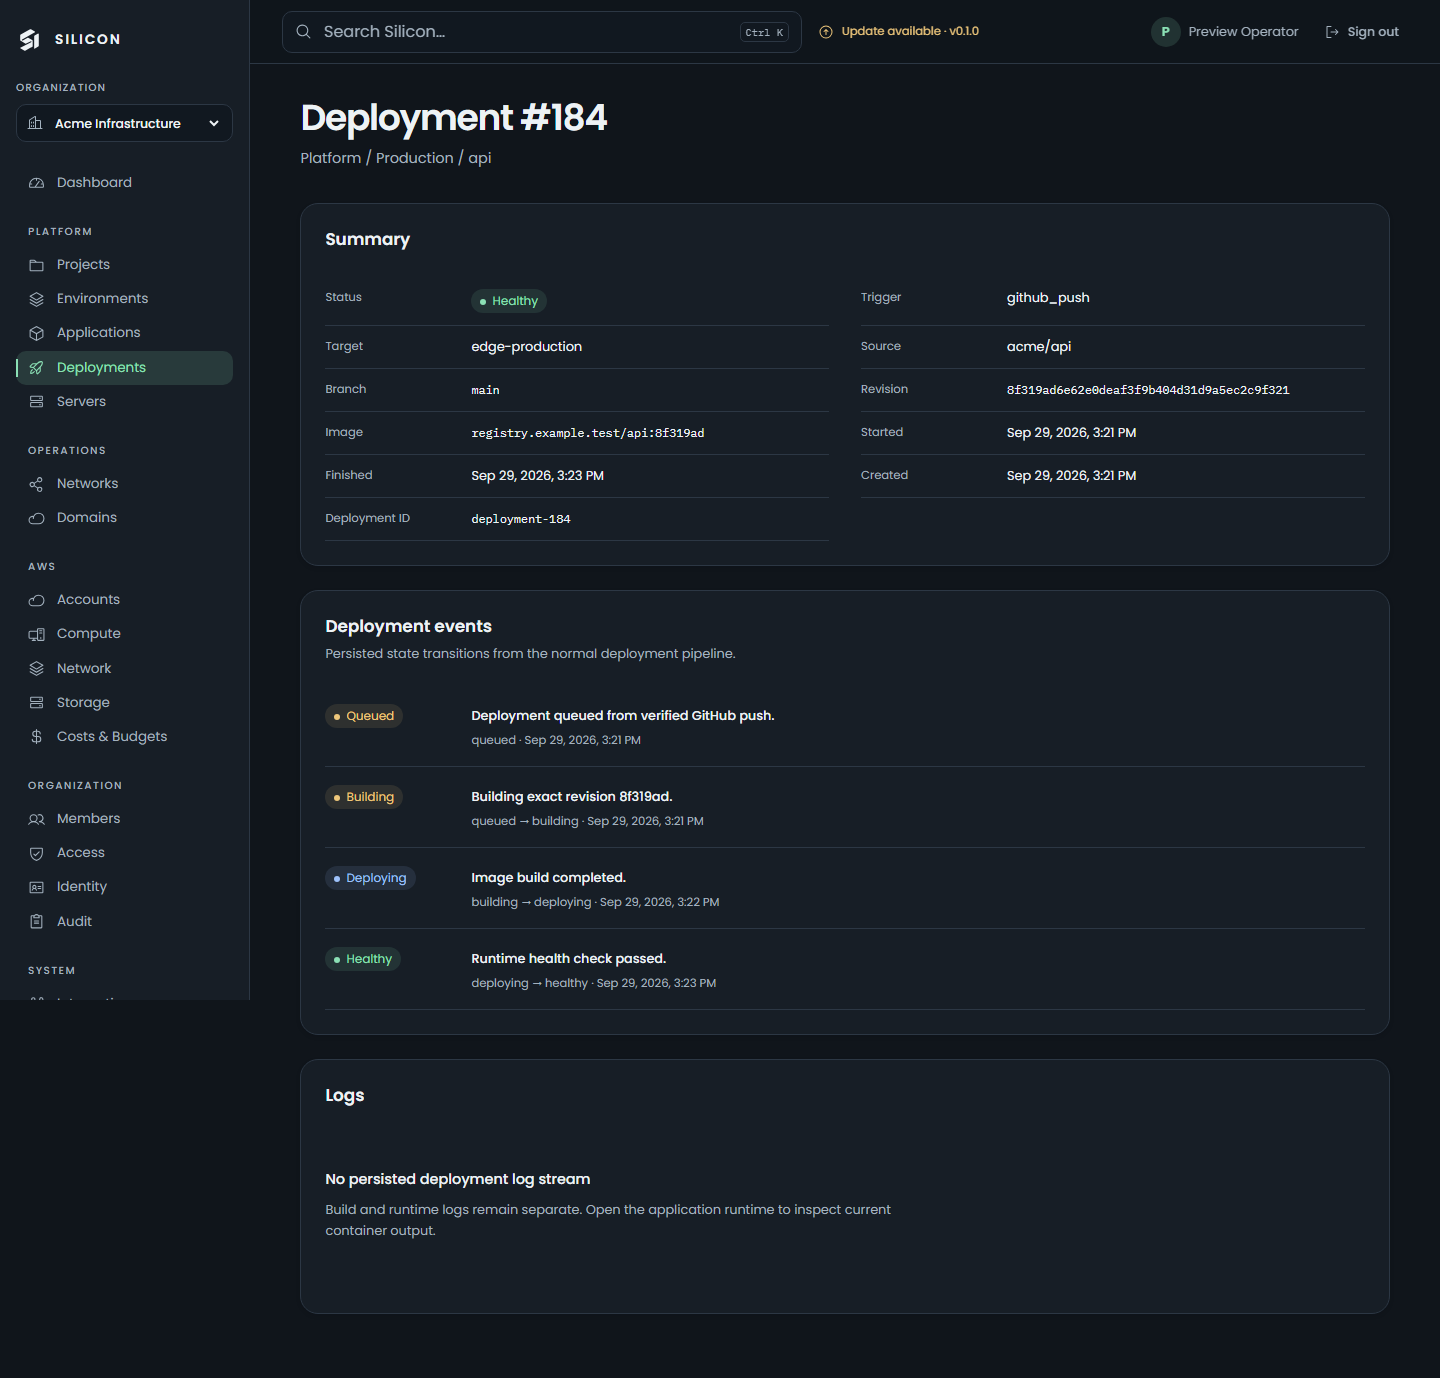 SILICON
ORGANIZATION
Acme Infrastructure
Dashboard
PLATFORM
Projects
Environments
Applications
Deployments
Servers
OPERATIONS
Networks
Domains
AWS
Accounts
Compute
Network
Storage
Costs & Budgets
ORGANIZATION
Members
Access
Identity
Audit
SYSTEM
Search Silicon...
Ctrl K
Update available · v0.1.0
P
Preview Operator
Sign out
Deployment #184
Platform / Production / api
Summary
Status Healthy
Trigger github_push
Target edge-production
Source acme/api
Branch main
Revision 8f319ad6e62e0deaf3f9b404d31d9a5ec2c9f321
Image registry.example.test/api:8f319ad
Started Sep 29, 2026, 3:21 PM
Finished Sep 29, 2026, 3:23 PM
Created Sep 29, 2026, 3:21 PM
Deployment ID deployment-184
Deployment events
Persisted state transitions from the normal deployment pipeline.
Queued Deployment queued from verified GitHub push.
queued · Sep 29, 2026, 3:21 PM
Building Building exact revision 8f319ad.
queued → building · Sep 29, 2026, 3:21 PM
Deploying Image build completed.
building → deploying · Sep 29, 2026, 3:22 PM
Healthy Runtime health check passed.
deploying → healthy · Sep 29, 2026, 3:23 PM
Logs
No persisted deployment log stream
Build and runtime logs remain separate. Open the application runtime to inspect current
container output.